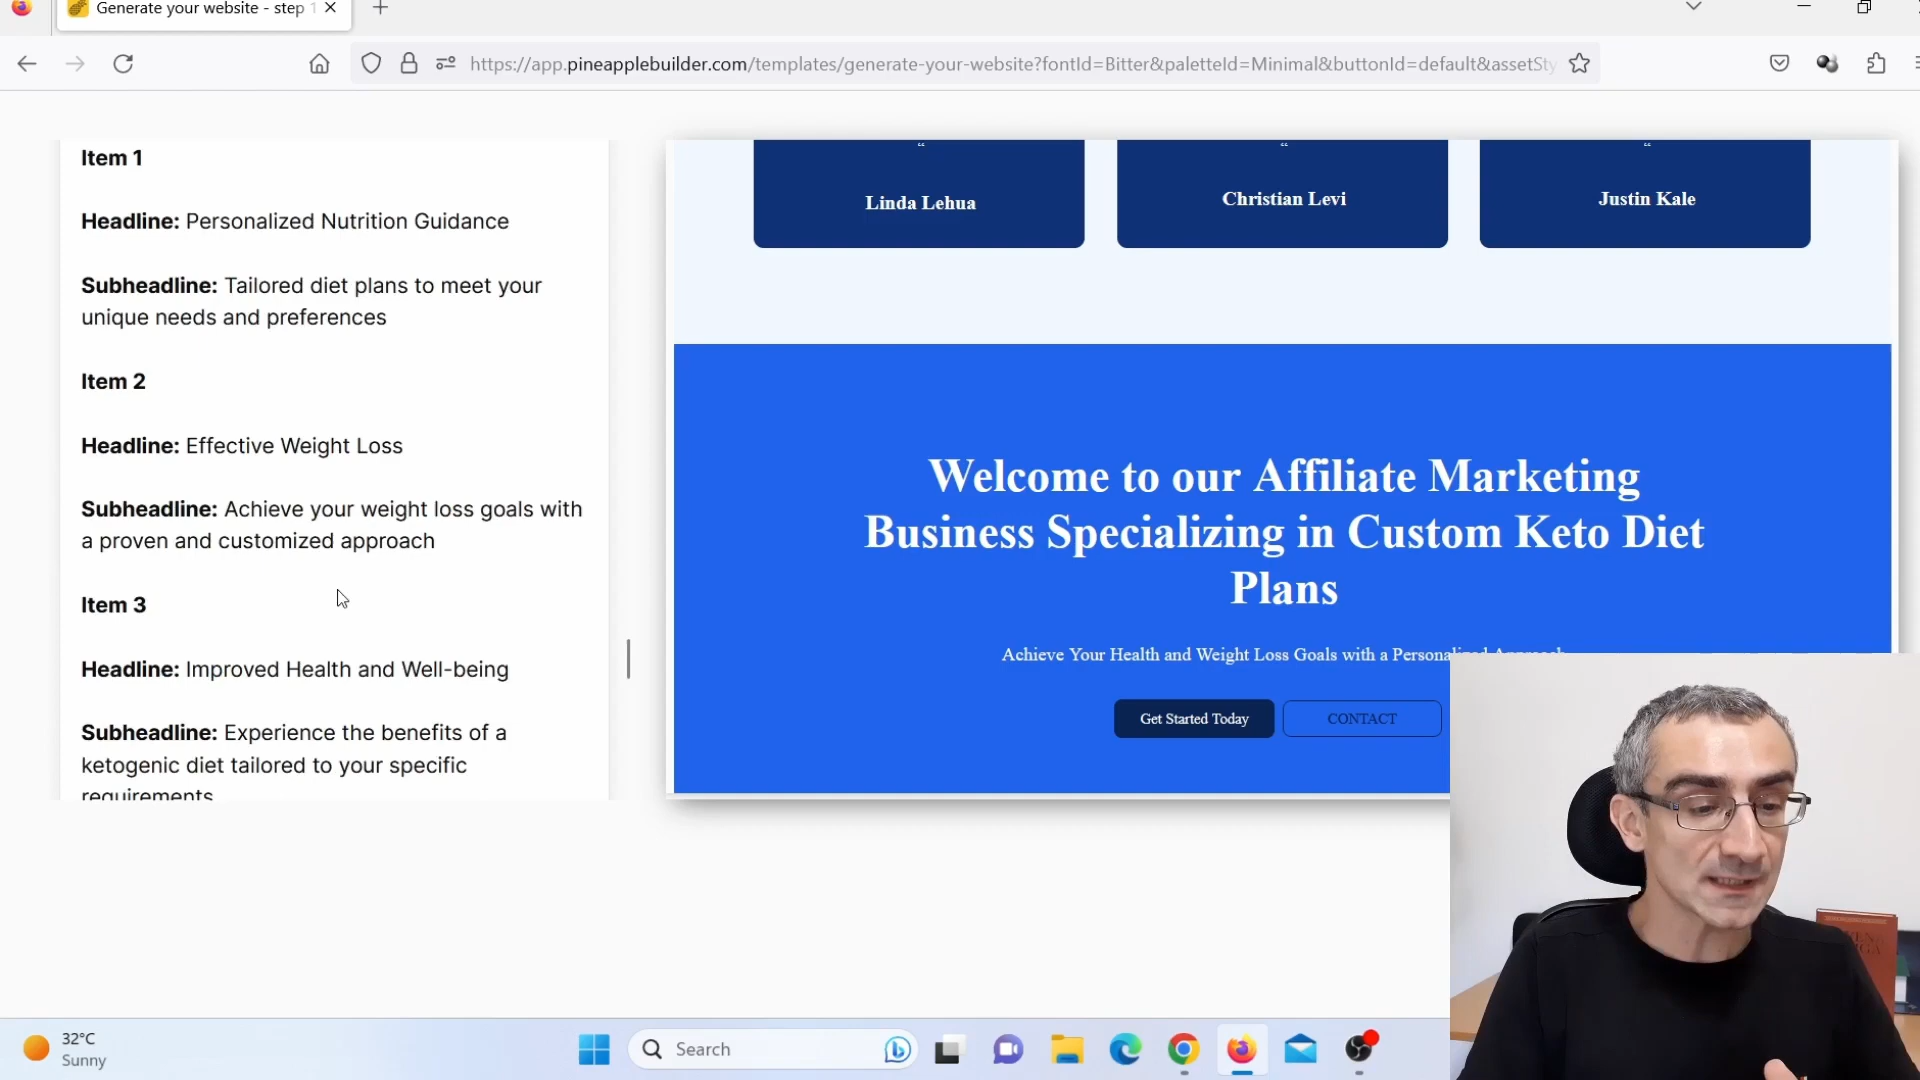 Generate your website - step 1
https://app.pineapplebuilder.com/templates/generate-your-website?fontId=Bitter&paletteId=Minimal&buttonId=default&assetSty
Item 1
Headline: Personalized Nutrition Guidance
Subheadline: Tailored diet plans to meet your
unique needs and preferences
Item 2
Headline: Effective Weight Loss
Subheadline: Achieve your weight loss goals with
a proven and customized approach
Item 3
Headline: Improved Health and Well-being
Subheadline: Experience the benefits of a
ketogenic diet tailored to your specific
requirements
“ “ “
Linda Lehua
Christian Levi
Justin Kale
Welcome to our Affiliate Marketing
Business Specializing in Custom Keto Diet
Plans
Achieve Your Health and Weight Loss Goals with a Personalized Approach
Get Started Today
CONTACT
32°C
Sunny
Search